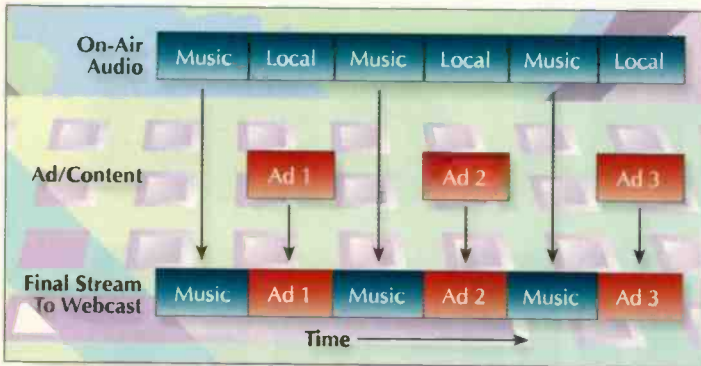 On-Air Audio
Music Local Music Local Music Local
Ad/Content
Ad 1 Ad 2 Ad 3
Final Stream To Webcast
Music Ad 1 Music Ad 2 Music Ad 3
Time